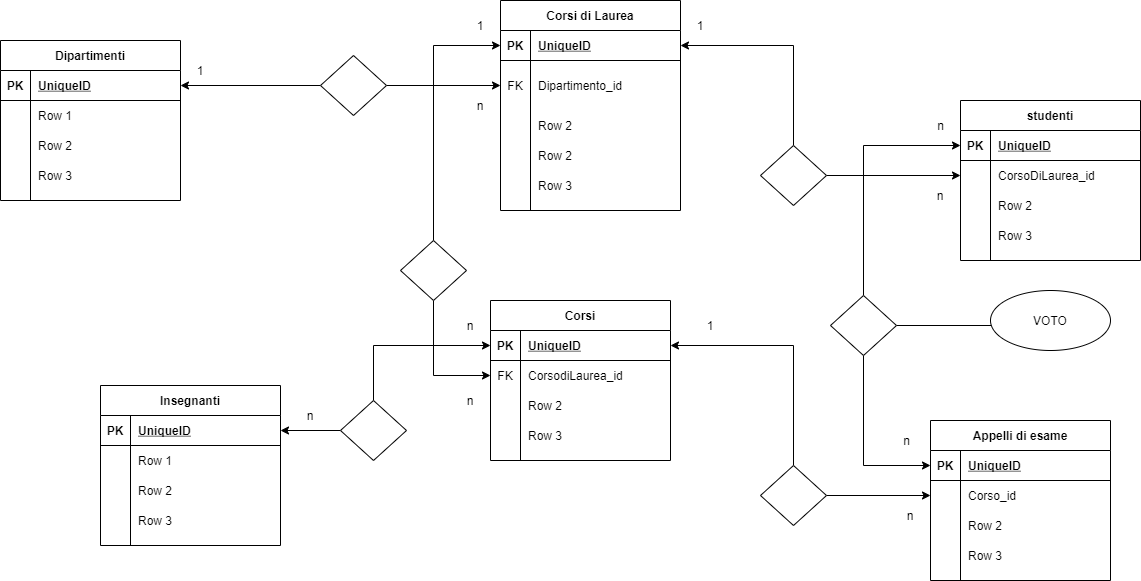 Dipartimenti
PK UniqueID
Row 1
Row 2
Row 3
1
n
1
Corsi di Laurea
PK UniqueID
FK Dipartimento_id
Row 2
Row 2
Row 3
1
n
n
studenti
PK UniqueID
CorsoDiLaurea_id
Row 2
Row 3
VOTO
n
n
Corsi
PK UniqueID
FK CorsodiLaurea_id
Row 2
Row 3
1
n
Insegnanti
PK UniqueID
Row 1
Row 2
Row 3
n
n
Appelli di esame
PK UniqueID
Corso_id
Row 2
Row 3